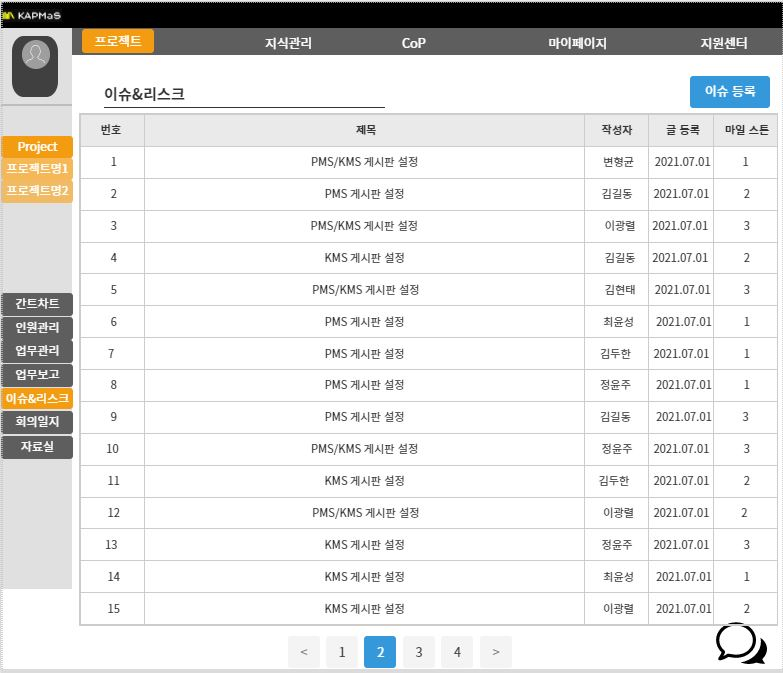 KAPMaS
프로젝트 지식관리 CoP 마이페이지 지원센터
이슈&리스크 이슈 등록
Project
프로젝트명1
프로젝트명2
간트차트
인원관리
업무관리
업무보고
이슈&리스크
회의일지
자료실
번호 제목 작성자 글 등록 마일 스톤
1 PMS/KMS 게시판 설정 변형균 2021.07.01 1
2 PMS 게시판 설정 김길동 2021.07.01 2
3 PMS/KMS 게시판 설정 이광렬 2021.07.01 3
4 KMS 게시판 설정 김길동 2021.07.01 2
5 PMS/KMS 게시판 설정 김현태 2021.07.01 3
6 PMS 게시판 설정 최윤성 2021.07.01 1
7 PMS 게시판 설정 김두한 2021.07.01 1
8 PMS 게시판 설정 정윤주 2021.07.01 1
9 PMS 게시판 설정 김길동 2021.07.01 3
10 PMS/KMS 게시판 설정 정윤주 2021.07.01 3
11 KMS 게시판 설정 김두한 2021.07.01 2
12 PMS/KMS 게시판 설정 이광렬 2021.07.01 2
13 KMS 게시판 설정 정윤주 2021.07.01 3
14 KMS 게시판 설정 최윤성 2021.07.01 1
15 KMS 게시판 설정 이광렬 2021.07.01 2
< 1 2 3 4 >